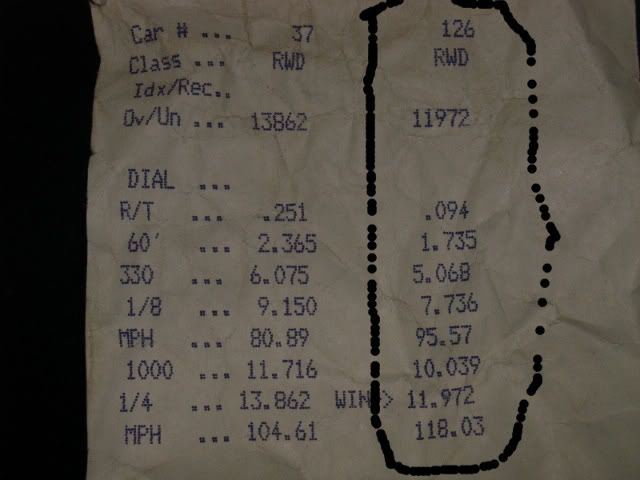 Car # ... 37 126
Class ... RWD RWD
Idx/Rec..
Ov/Un ... 13862 11972
DIAL ...
R/T ... .251 .094
60' ... 2.365 1.735
330 ... 6.075 5.068
1/8 ... 9.150 7.736
MPH ... 80.89 95.57
1000 ... 11.716 10.039
1/4 ... 13.862 WIN> 11.972
MPH ... 104.61 118.03